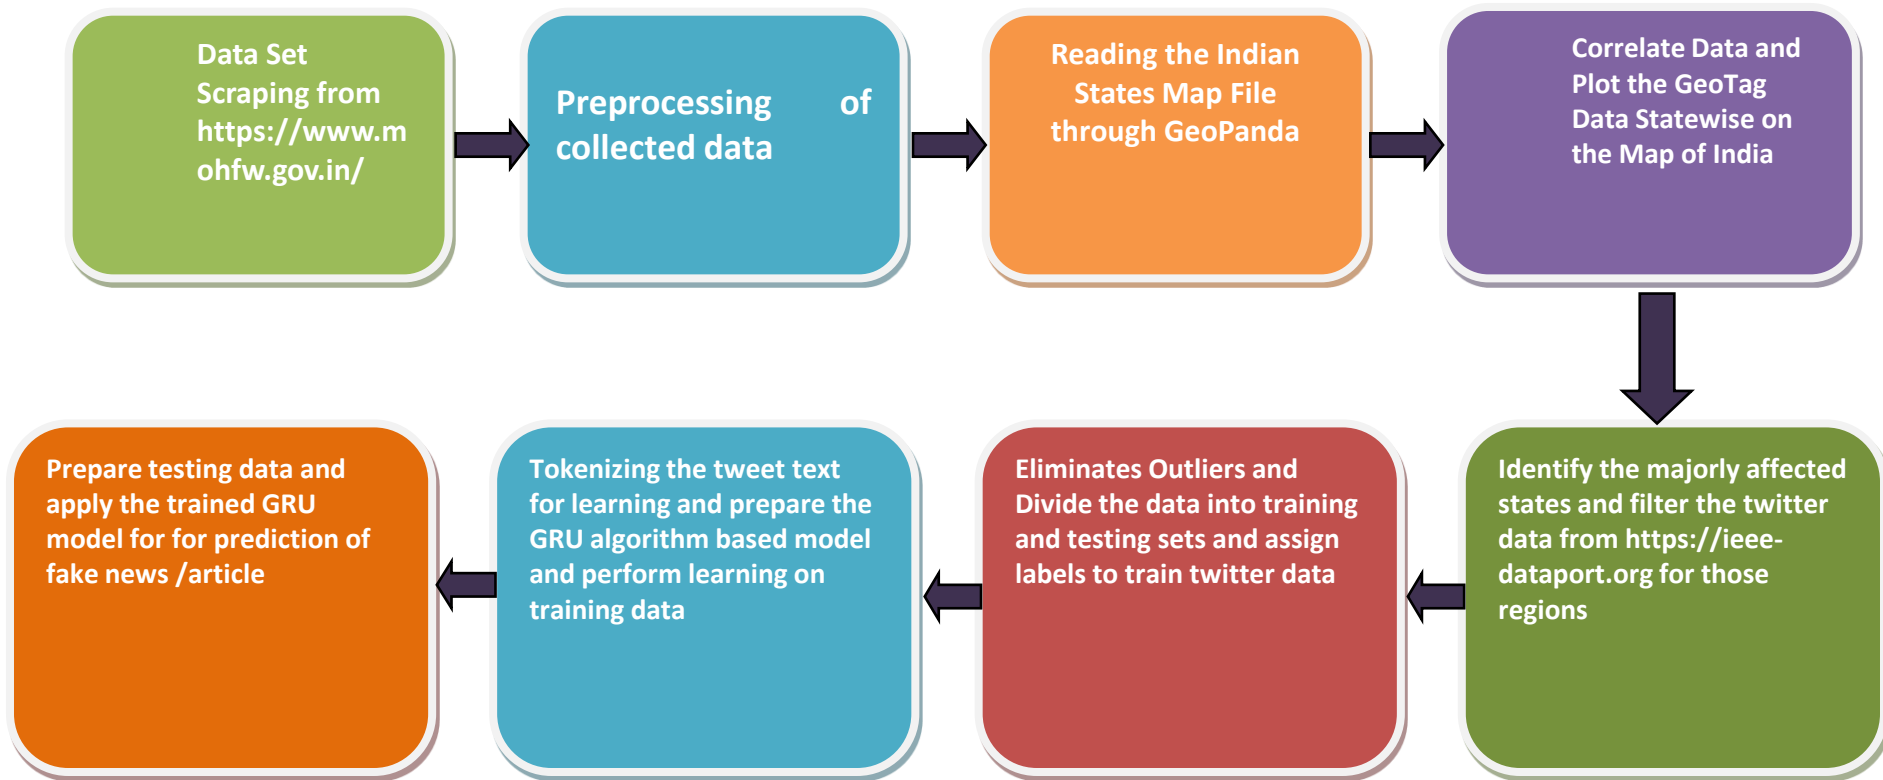 Data Set
Scraping from
https://www.m
ohfw.gov.in/
Preprocessing of
collected data
Reading the Indian
States Map File
through GeoPanda
Correlate Data and
Plot the GeoTag
Data Statewise on
the Map of India
Identify the majorly affected
states and filter the twitter
data from https://ieee-
dataport.org for those
regions
Eliminates Outliers and
Divide the data into training
and testing sets and assign
labels to train twitter data
Tokenizing the tweet text
for learning and prepare the
GRU algorithm based model
and perform learning on
training data
Prepare testing data and
apply the trained GRU
model for for prediction of
fake news /article